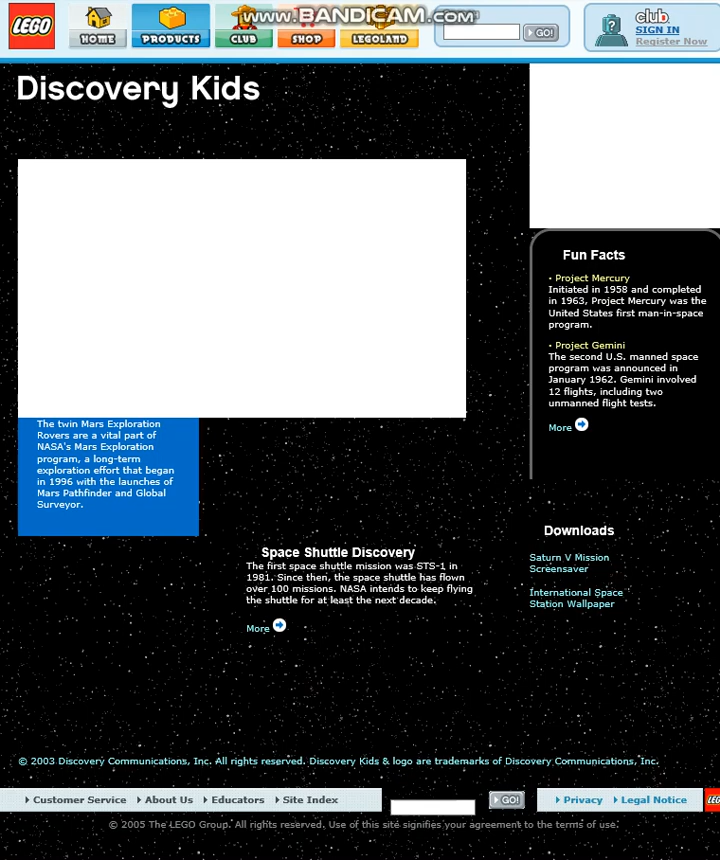 www.BANDICAM.com
LEGO
HOME
PRODUCTS
CLUB
SHOP
LEGOLAND
GO!
club
SIGN IN
Register Now
Discovery Kids
Fun Facts
· Project Mercury
Initiated in 1958 and completed
in 1963, Project Mercury was the
United States first man-in-space
program.
· Project Gemini
The second U.S. manned space
program was announced in
January 1962. Gemini involved
12 flights, including two
unmanned flight tests.
More
The twin Mars Exploration
Rovers are a vital part of
NASA's Mars Exploration
program, a long-term
exploration effort that began
in 1996 with the launches of
Mars Pathfinder and Global
Surveyor.
Space Shuttle Discovery
The first space shuttle mission was STS-1 in
1981. Since then, the space shuttle has flown
over 100 missions. NASA intends to keep flying
the shuttle for at least the next decade.
More
Downloads
Saturn V Mission
Screensaver
International Space
Station Wallpaper
© 2003 Discovery Communications, Inc. All rights reserved. Discovery Kids & logo are trademarks of Discovery Communications, Inc.
Customer Service
About Us
Educators
Site Index
GO!
Privacy
Legal Notice
© 2005 The LEGO Group. All rights reserved. Use of this site signifies your agreement to the terms of use.